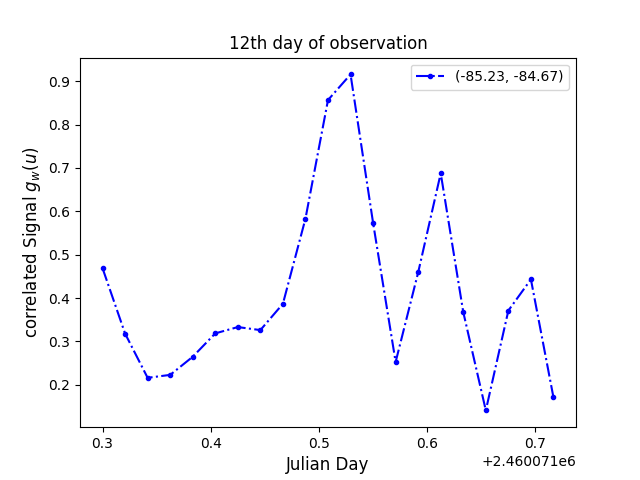 12th day of observation
(-85.23, -84.67)
correlated Signal g_w(u)
0.9
0.8
0.7
0.6
0.5
0.4
0.3
0.2
0.3 0.4 0.5 0.6 0.7
Julian Day
+2.460071e6